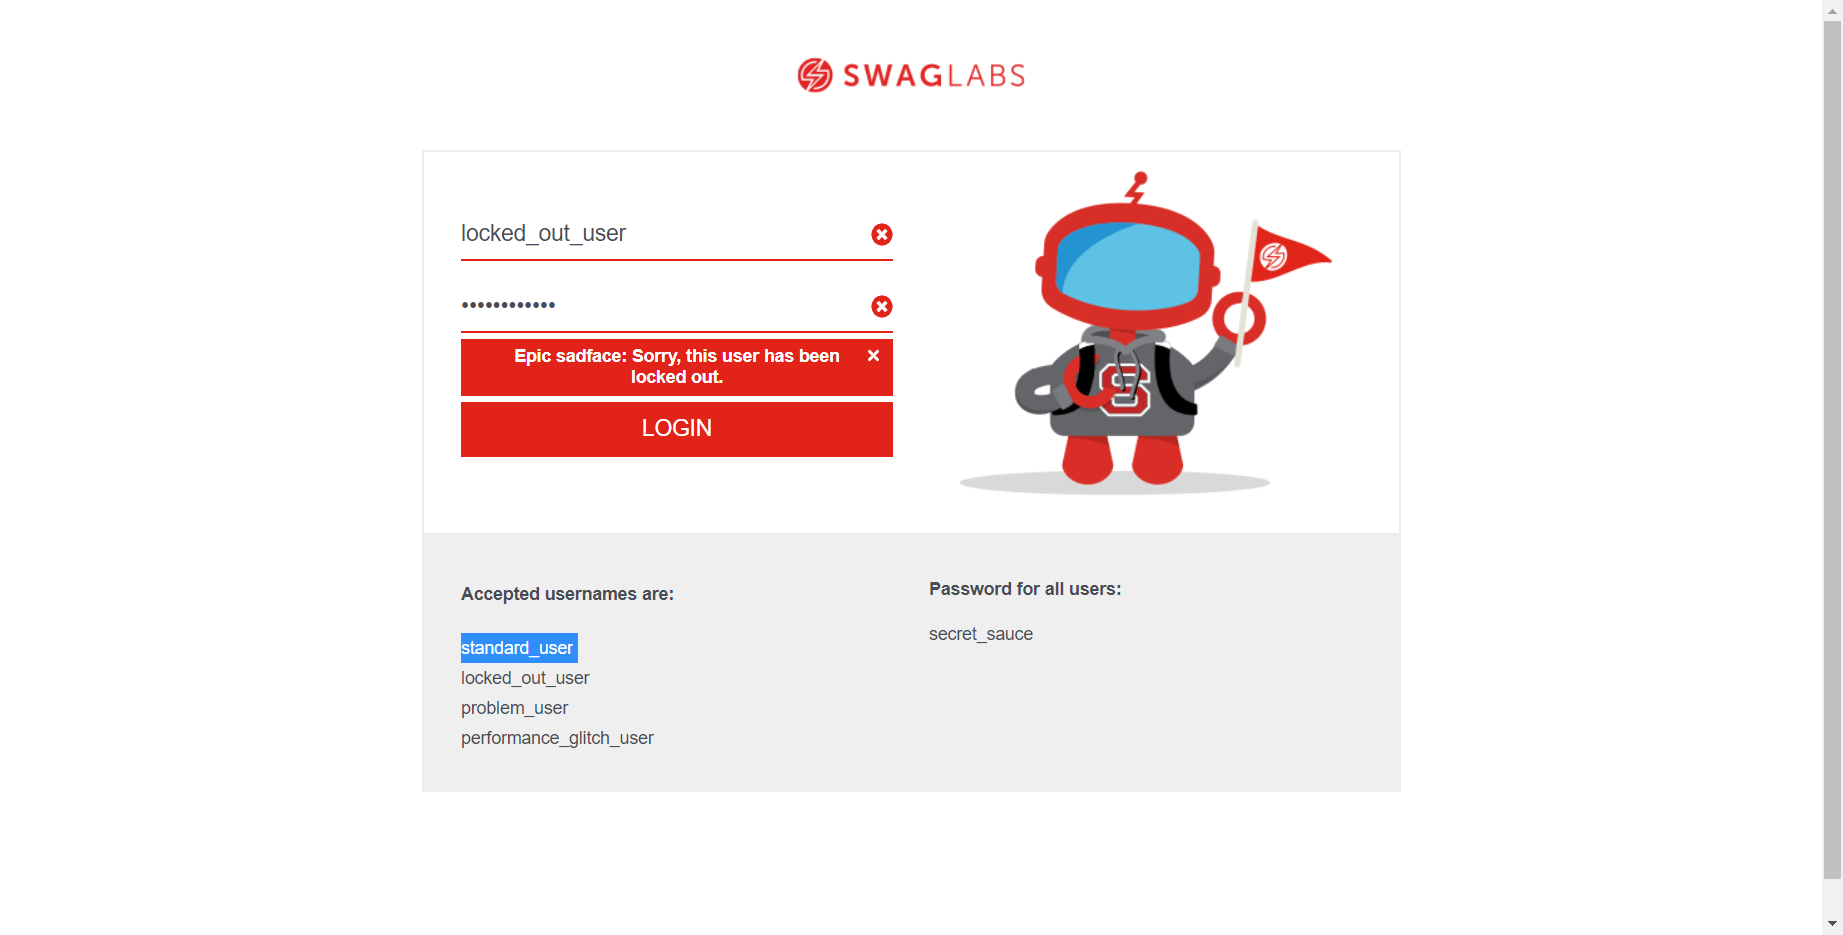 SWAGLABS
locked_out_user
••••••••••••
Epic sadface: Sorry, this user has been
locked out.
LOGIN
S
Accepted usernames are:
standard_user
locked_out_user
problem_user
performance_glitch_user
Password for all users:
secret_sauce